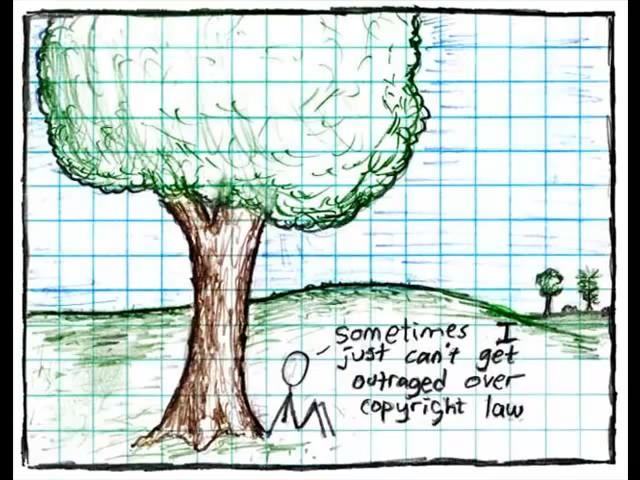 sometimes I
just can't get
outraged over
copyright law